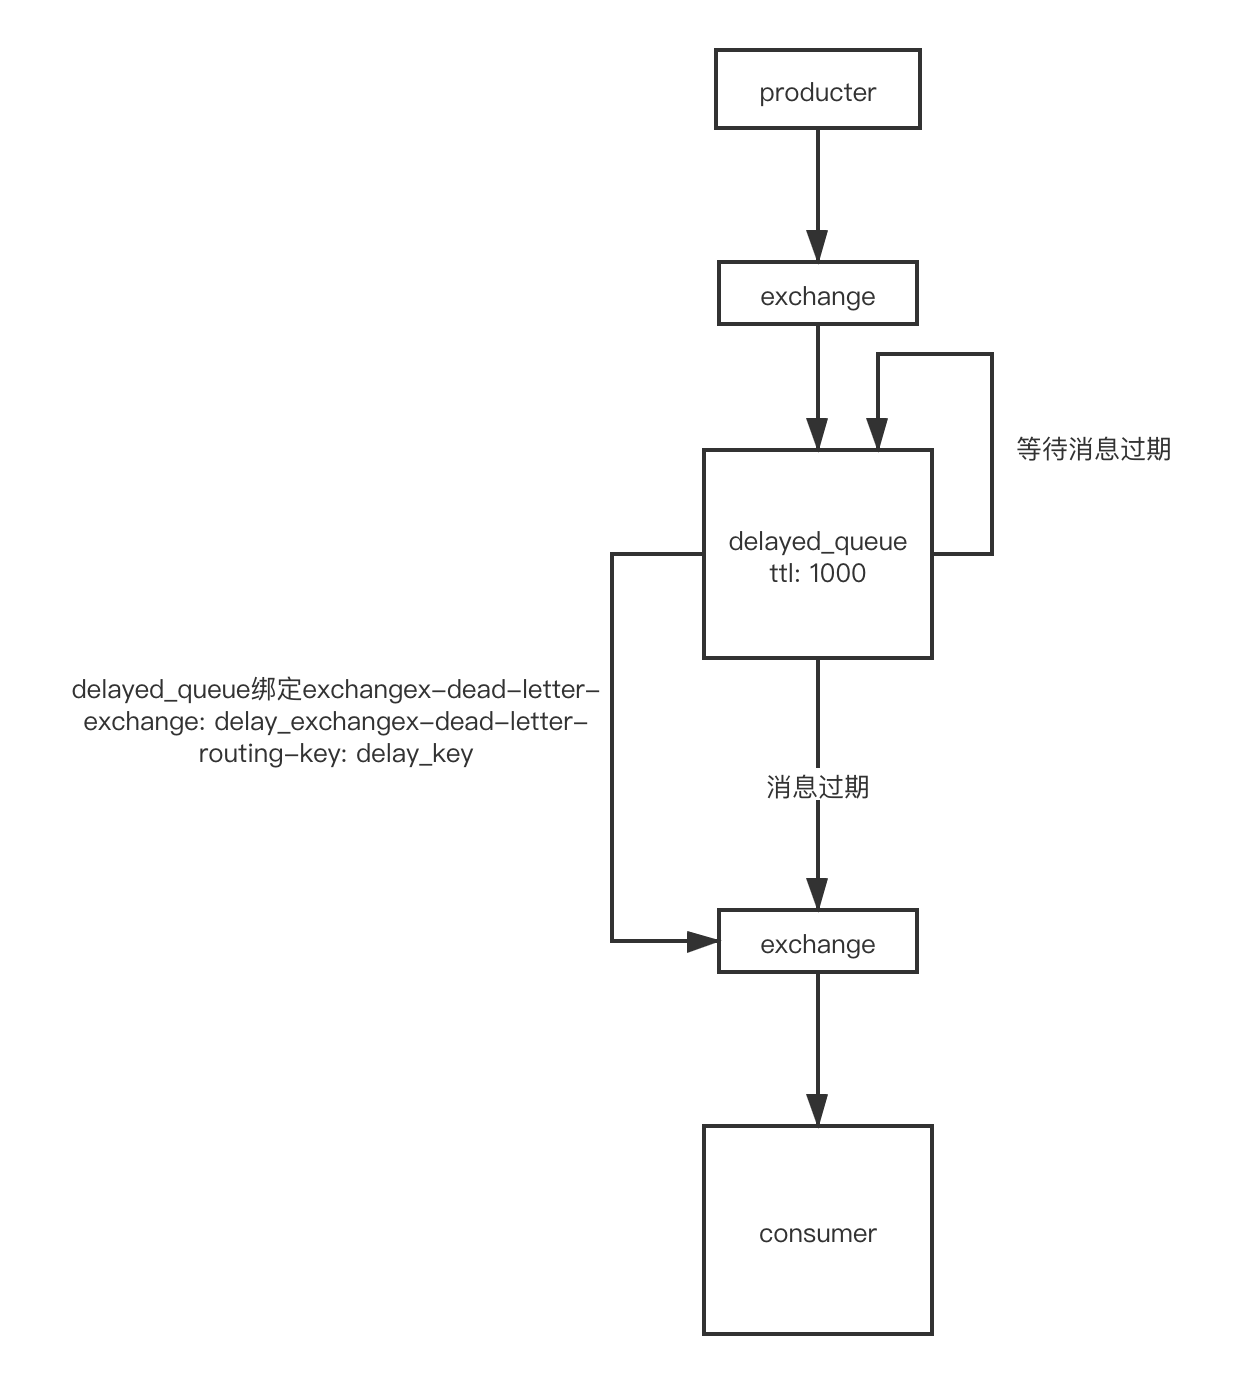 producter
exchange
等待消息过期
delayed_queue
ttl: 1000
delayed_queue绑定exchangex-dead-letter-
exchange: delay_exchangex-dead-letter-
routing-key: delay_key
消息过期
exchange
consumer